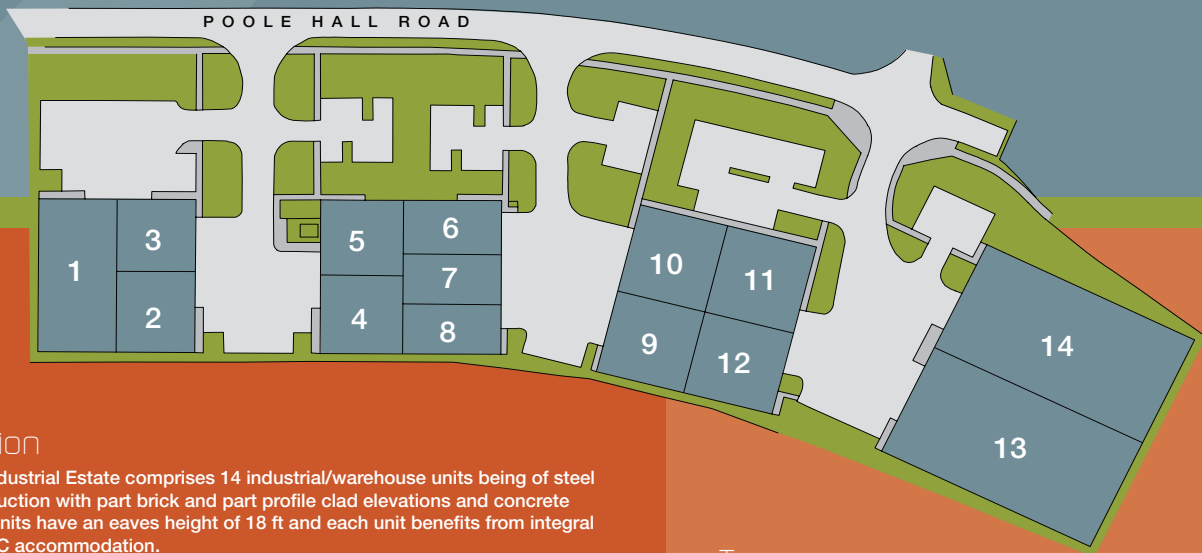 POOLE HALL ROAD
1
3
2
5
4
6
7
8
10
11
9
12
14
13
ion
dustrial Estate comprises 14 industrial/warehouse units being of steel
uction with part brick and part profile clad elevations and concrete
nits have an eaves height of 18 ft and each unit benefits from integral
C accommodation.